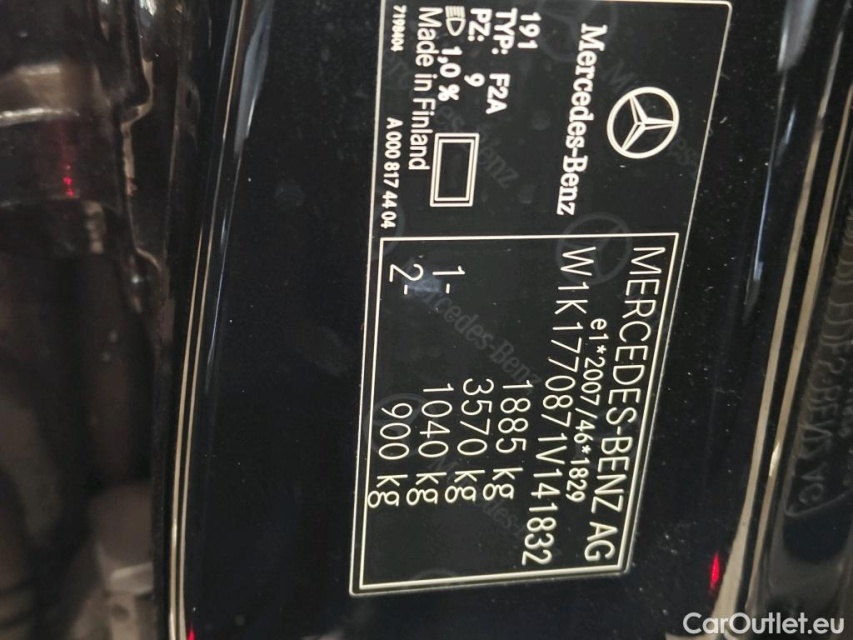 Mercedes-Benz
191
TYP: F2A
PZ: 9
1,0 %
Made in Finland
7190404
A 000 817 44 04
MERCEDES-BENZ AG
e1*2007/46*1829
W1K1770871V141832
1885 kg
3570 kg
1- 1040 kg
2- 900 kg
CarOutlet.eu